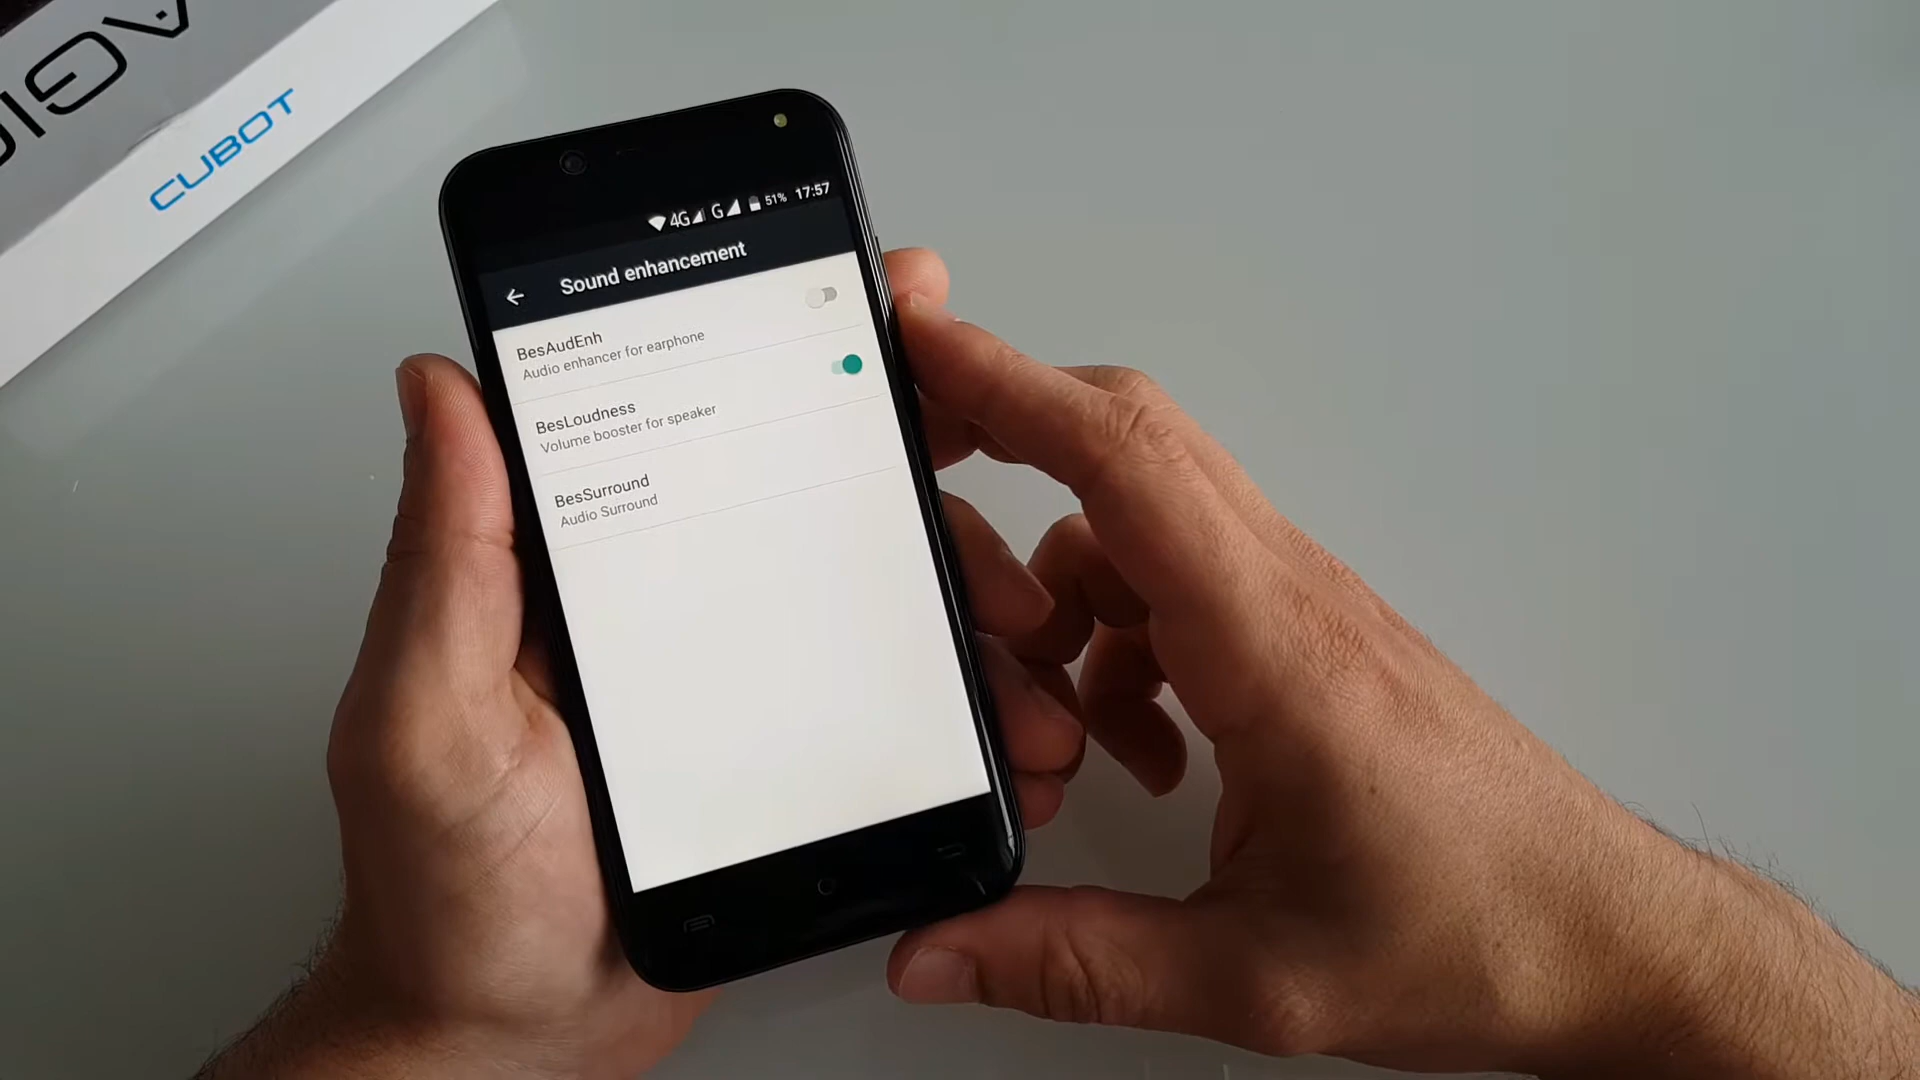 CUBOT
4G G 51% 17:57
Sound enhancement
BesAudEnh
Audio enhancer for earphone
BesLoudness
Volume booster for speaker
BesSurround
Audio Surround